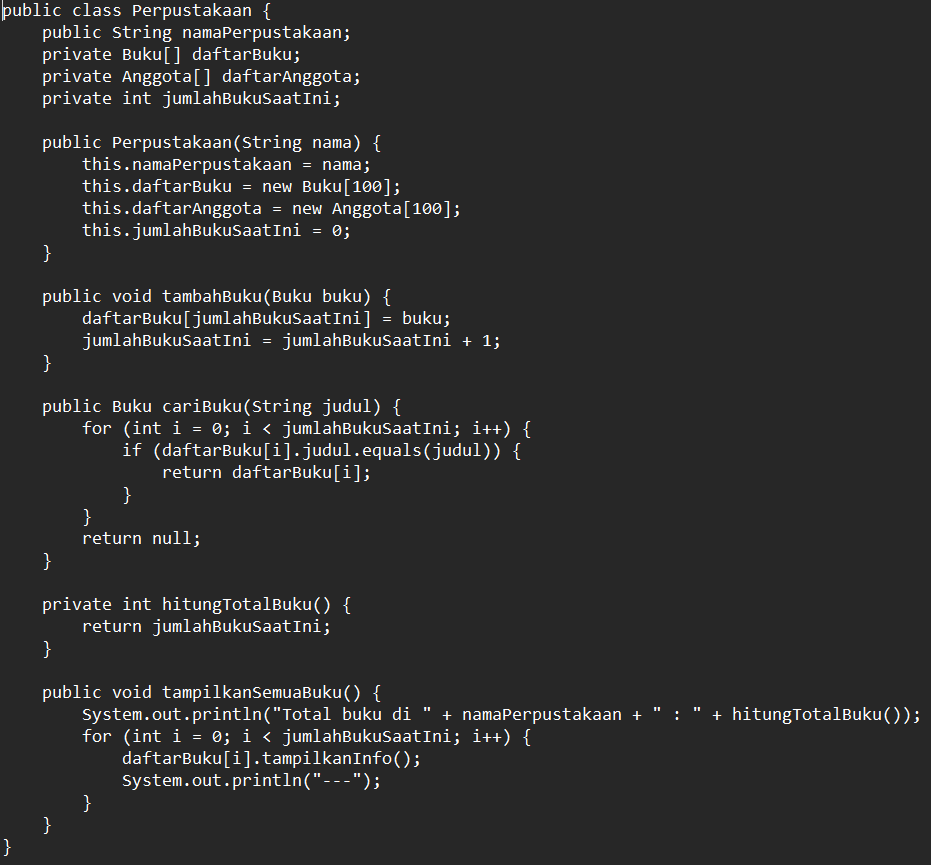 public class Perpustakaan {
    public String namaPerpustakaan;
    private Buku[] daftarBuku;
    private Anggota[] daftarAnggota;
    private int jumlahBukuSaatIni;

    public Perpustakaan(String nama) {
        this.namaPerpustakaan = nama;
        this.daftarBuku = new Buku[100];
        this.daftarAnggota = new Anggota[100];
        this.jumlahBukuSaatIni = 0;
    }

    public void tambahBuku(Buku buku) {
        daftarBuku[jumlahBukuSaatIni] = buku;
        jumlahBukuSaatIni = jumlahBukuSaatIni + 1;
    }

    public Buku cariBuku(String judul) {
        for (int i = 0; i < jumlahBukuSaatIni; i++) {
            if (daftarBuku[i].judul.equals(judul)) {
                return daftarBuku[i];
            }
        }
        return null;
    }

    private int hitungTotalBuku() {
        return jumlahBukuSaatIni;
    }

    public void tampilkanSemuaBuku() {
        System.out.println("Total buku di " + namaPerpustakaan + " : " + hitungTotalBuku());
        for (int i = 0; i < jumlahBukuSaatIni; i++) {
            daftarBuku[i].tampilkanInfo();
            System.out.println("---");
        }
    }
}